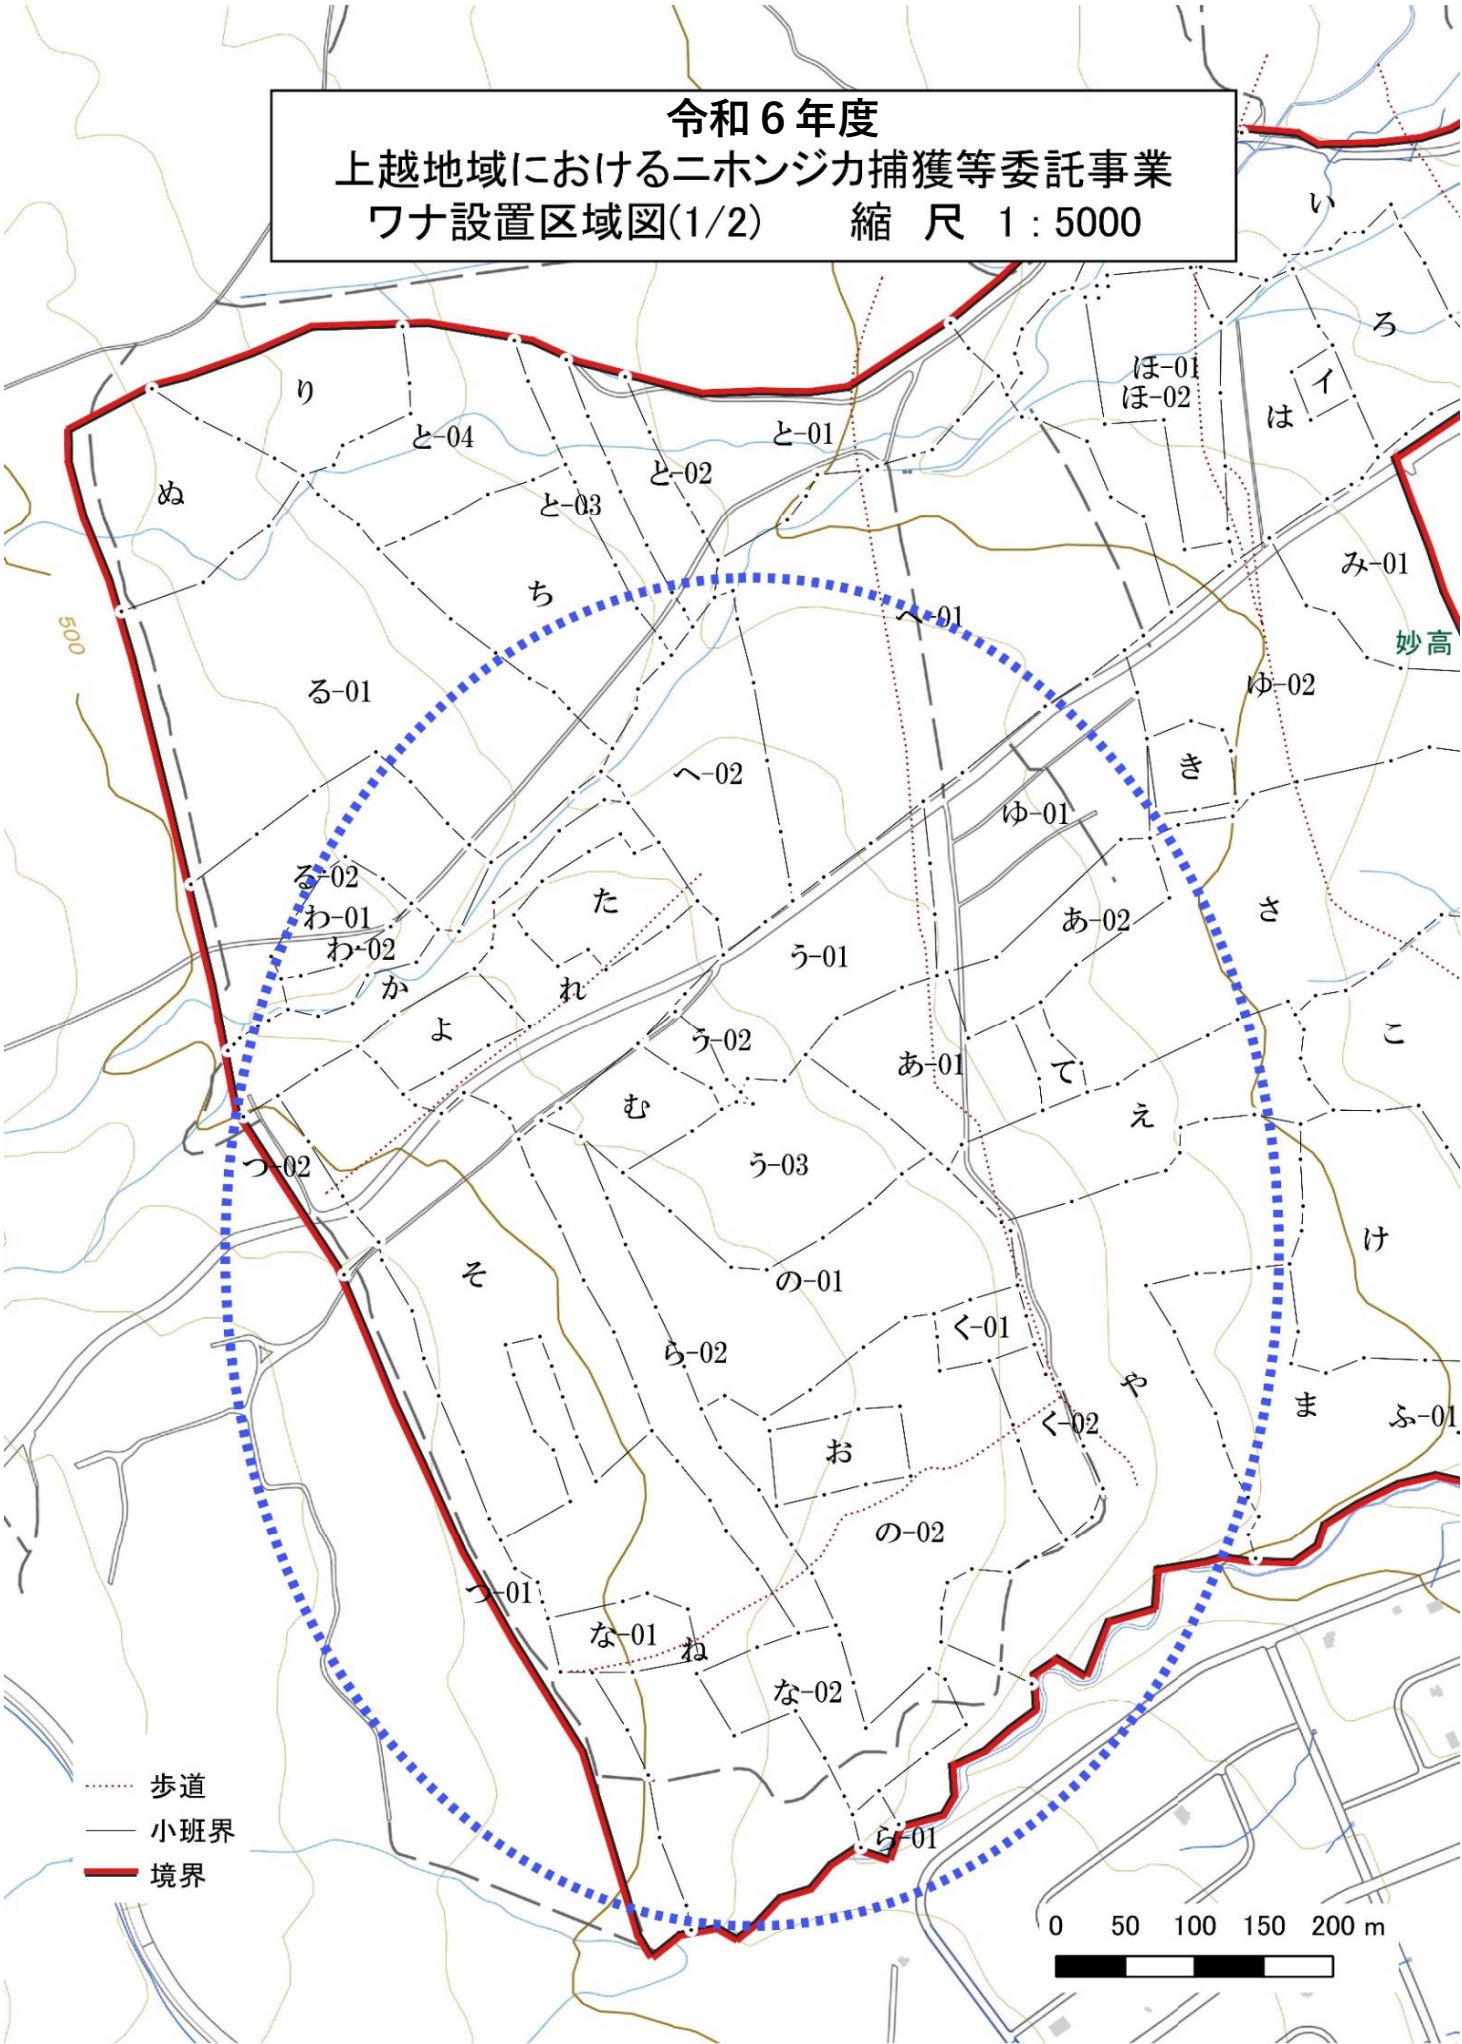 令和６年度
上越地域におけるニホンジカ捕獲等委託事業
ワナ設置区域図(1/2)　縮 尺 1：5000
い
ろ
ほ-01
イ
ほ-02
は
り
と-04
と-01
と-02
ぬ
と-03
み-01
ち
へ-01
500
妙高
る-01
ゆ-02
へ-02
き
ゆ-01
る-02
た
さ
わ-01
あ-02
わ-02
う-01
か
れ
よ
う-02
こ
あ-01
て
む
え
つ-02
う-03
け
そ
の-01
く-01
ら-02
や
ま
ふ-01
く-02
お
の-02
つ-01
な-01
ね
な-02
ら-01
歩道
小班界
境界
0 50 100 150 200 m